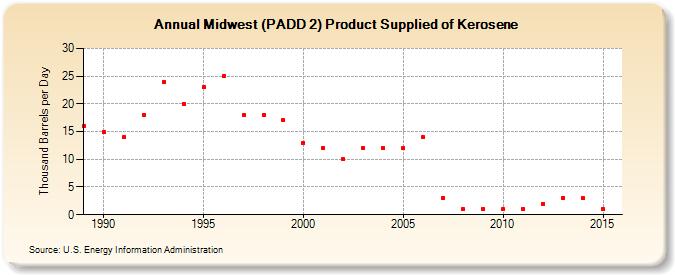 Annual Midwest (PADD 2) Product Supplied of Kerosene
Thousand Barrels per Day
30
25
20
15
10
5
0
1990 1995 2000 2005 2010 2015
Source: U.S. Energy Information Administration